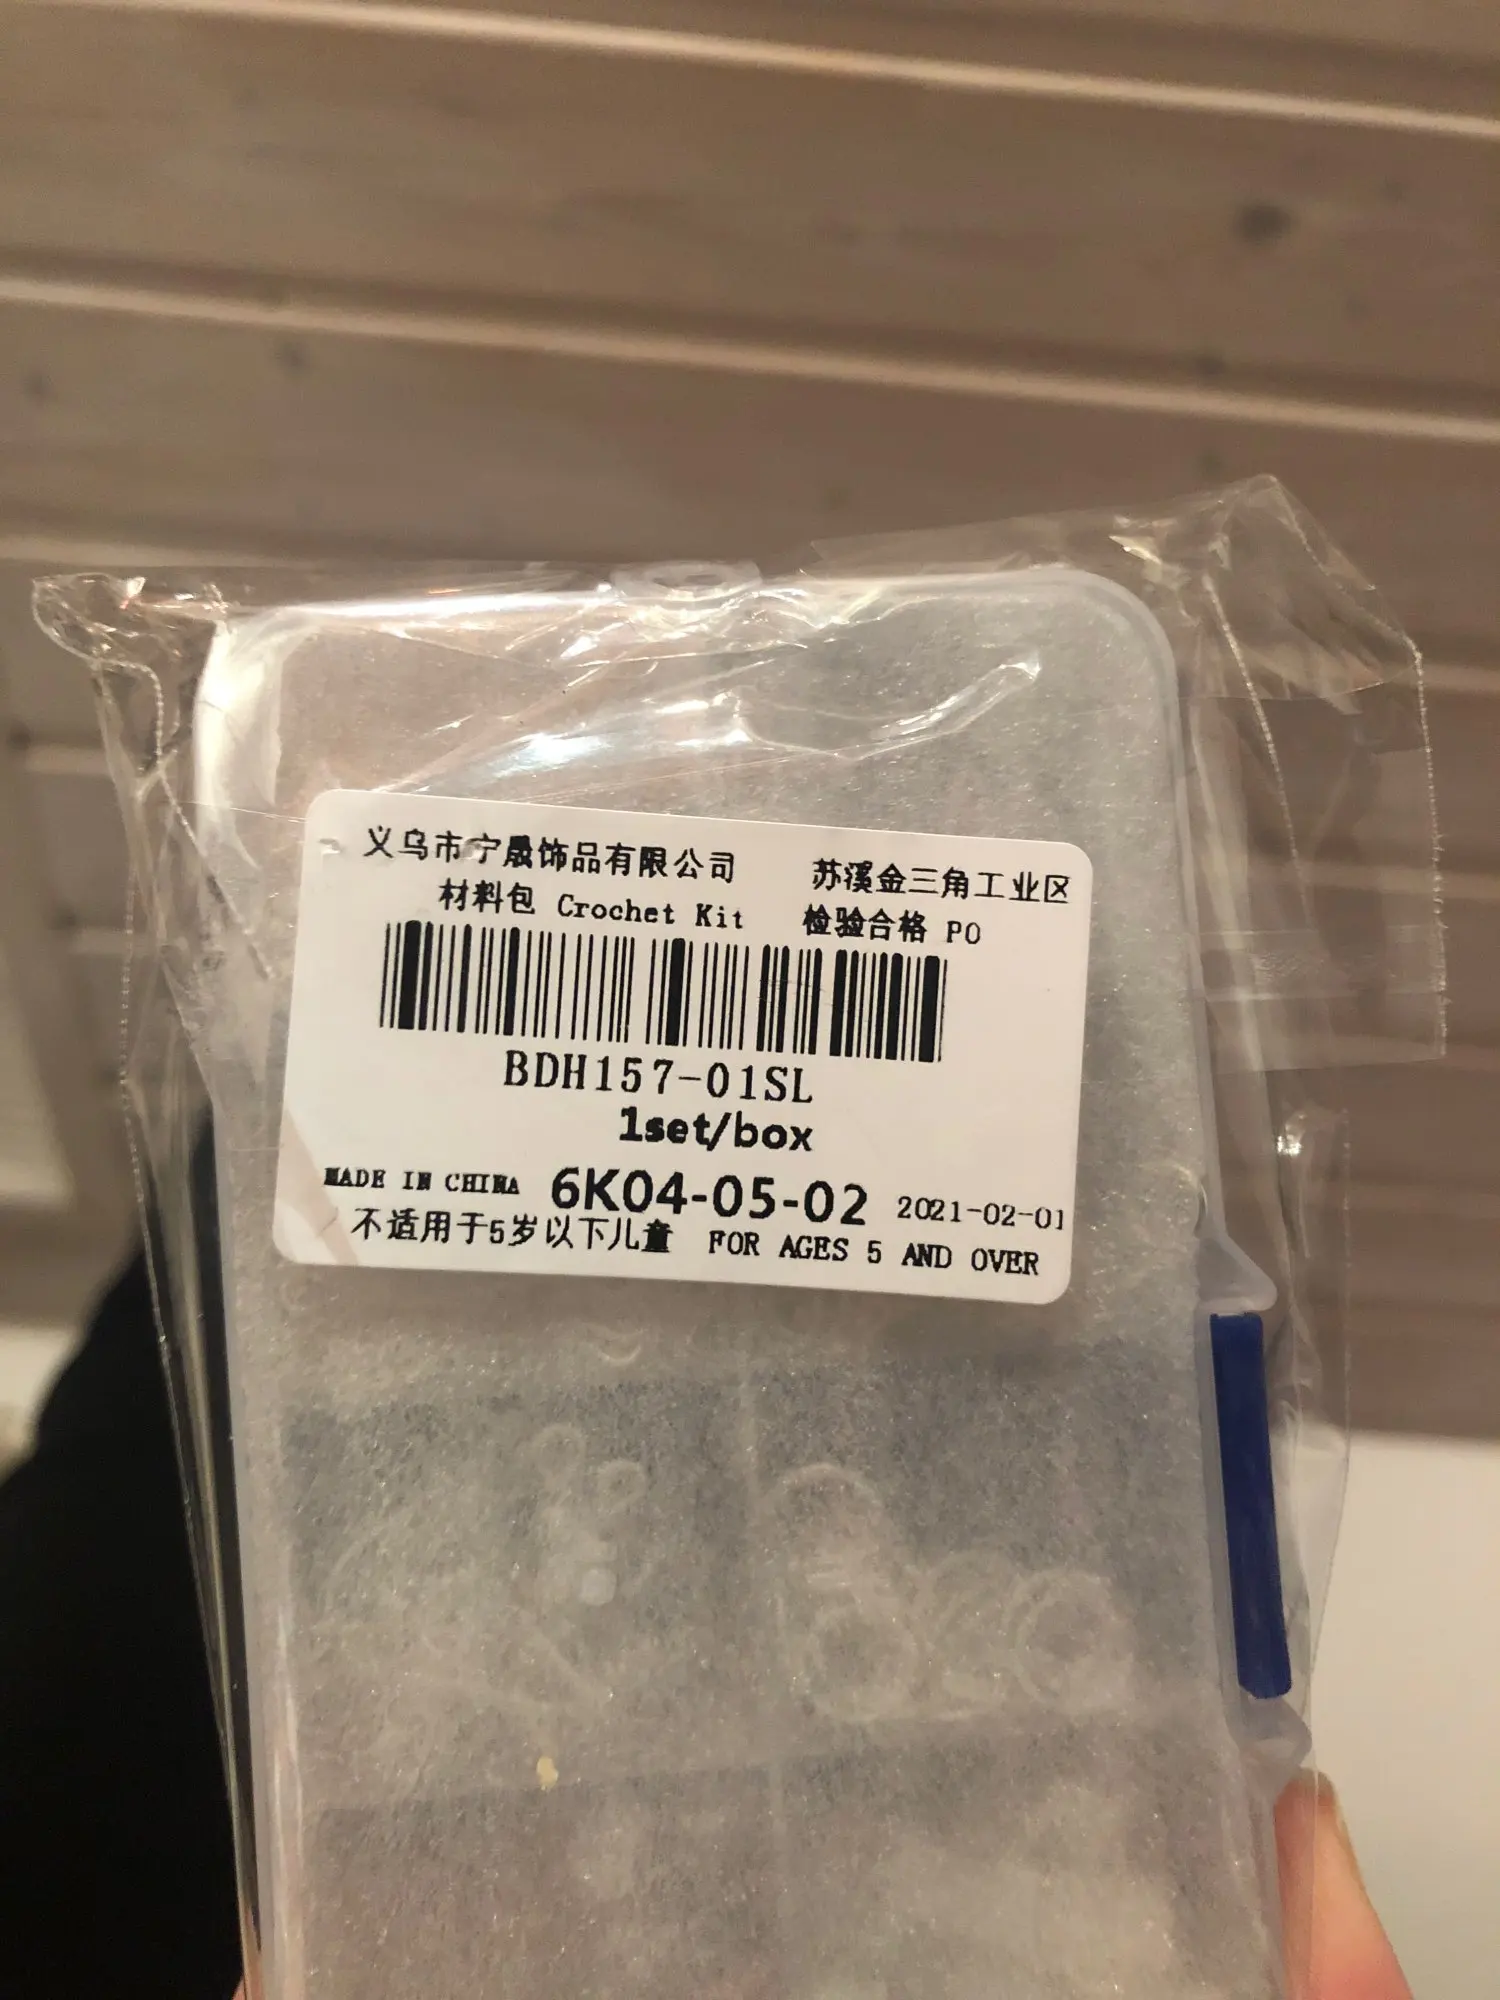 义乌市宁晟饰品有限公司 苏溪金三角工业区
材料包 Crochet Kit 检验合格 PO
BDH157-01SL
1set/box
MADE IN CHINA 6K04-05-02 2021-02-01
不适用于5岁以下儿童 FOR AGES 5 AND OVER